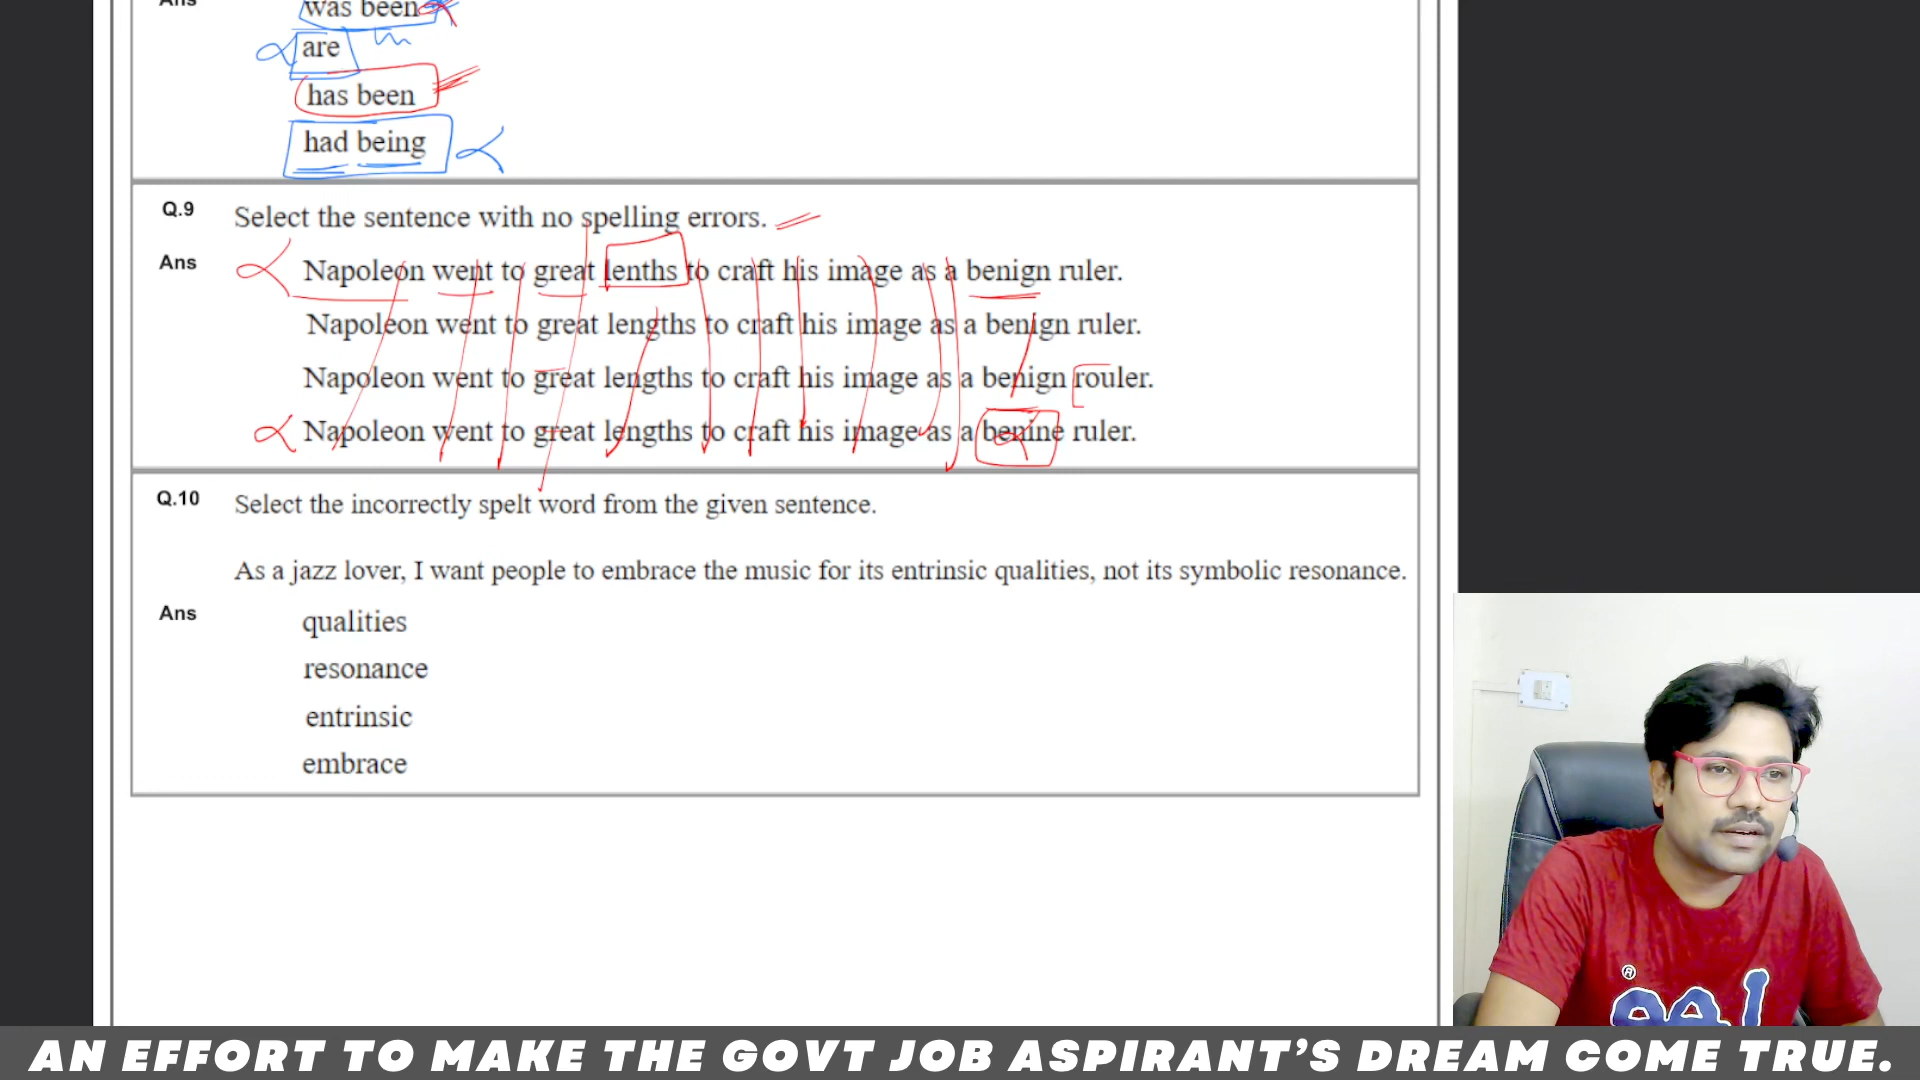 Ans
was been
are
has been
had being
Q.9 Select the sentence with no spelling errors.
Ans Napoleon went to great lenths to craft his image as a benign ruler.
Napoleon went to great lengths to craft his image as a benign ruler.
Napoleon went to great lengths to craft his image as a benign rouler.
Napoleon went to great lengths to craft his image as a benine ruler.
Q.10 Select the incorrectly spelt word from the given sentence.
As a jazz lover, I want people to embrace the music for its entrinsic qualities, not its symbolic resonance.
Ans qualities
resonance
entrinsic
embrace
®
AN EFFORT TO MAKE THE GOVT JOB ASPIRANT'S DREAM COME TRUE.